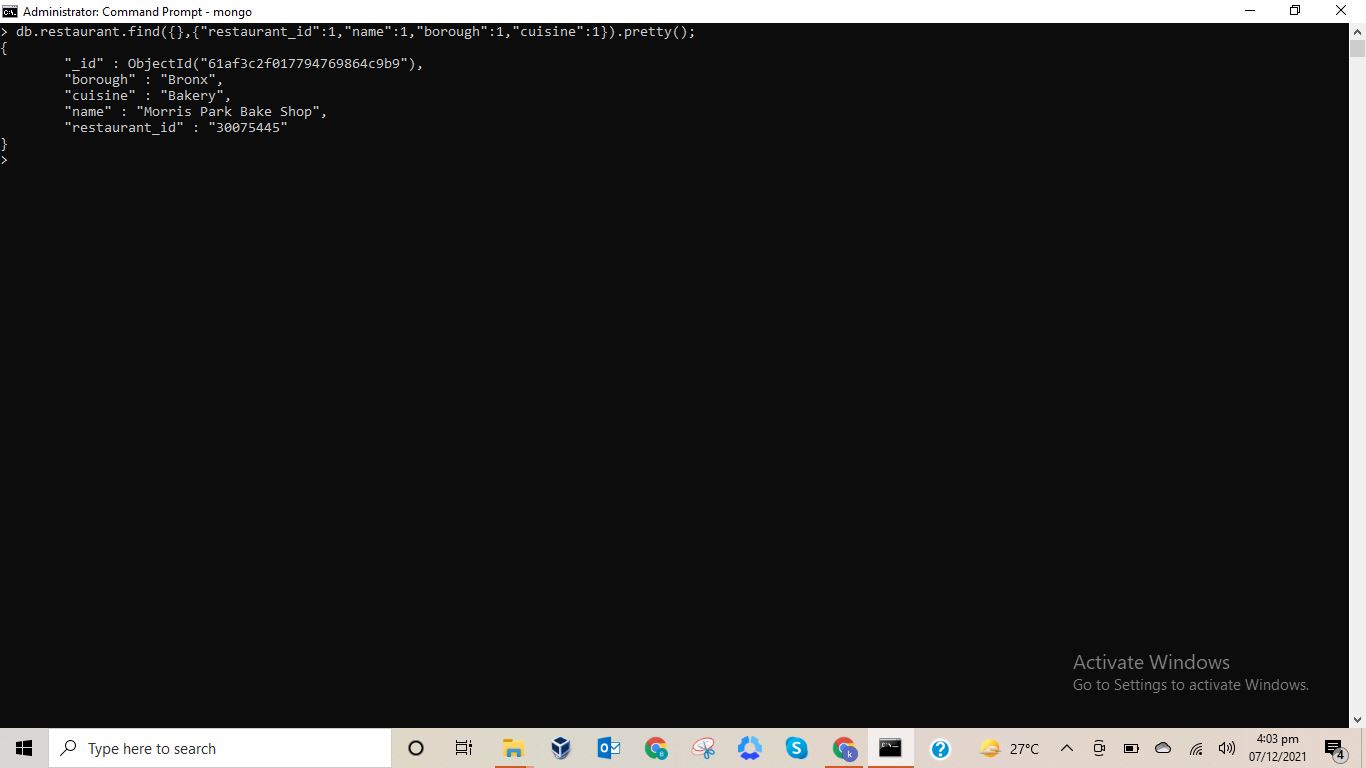 Administrator: Command Prompt - mongo
> db.restaurant.find({},{"restaurant_id":1,"name":1,"borough":1,"cuisine":1}).pretty();
{
"_id" : ObjectId("61af3c2f017794769864c9b9"),
"borough" : "Bronx",
"cuisine" : "Bakery",
"name" : "Morris Park Bake Shop",
"restaurant_id" : "30075445"
}
>
Activate Windows
Go to Settings to activate Windows.
Type here to search
27°C
4:03 pm
07/12/2021
4